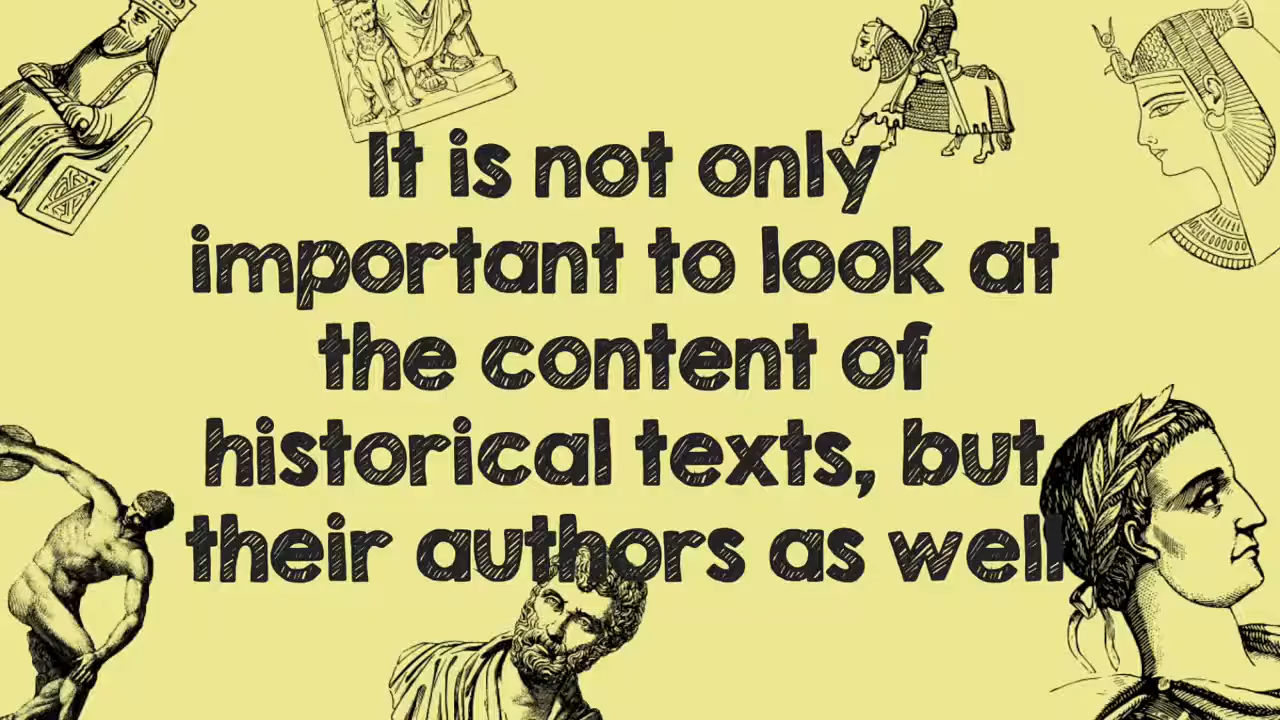 It is not only
important to look at
the content of
historical texts, but
their authors as well